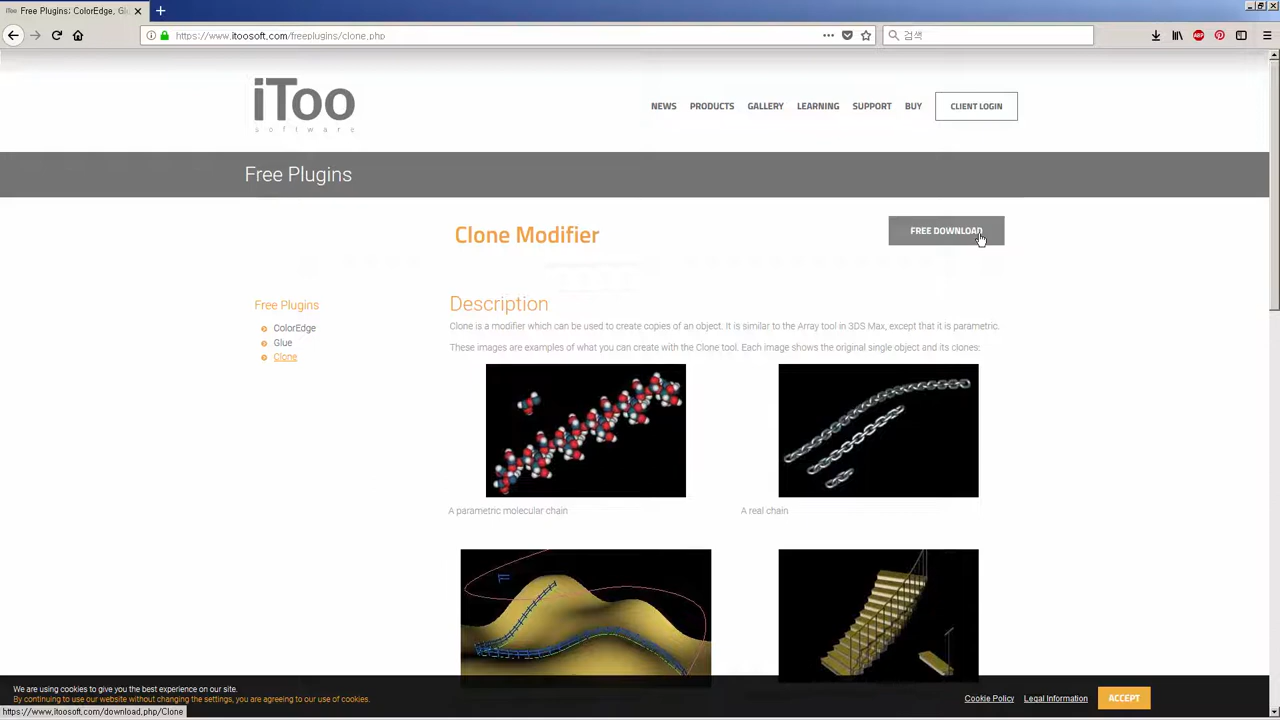 iToo Free Plugins: ColorEdge, Gl
https://www.itoosoft.com/freeplugins/clone.php
검색
ABP
iToo
software
NEWS PRODUCTS GALLERY LEARNING SUPPORT BUY CLIENT LOGIN
Free Plugins
Clone Modifier
FREE DOWNLOAD
Free Plugins
ColorEdge
Glue
Clone
Description
Clone is a modifier which can be used to create copies of an object. It is similar to the Array tool in 3DS Max, except that it is parametric.
These images are examples of what you can create with the Clone tool. Each image shows the original single object and its clones:
A parametric molecular chain
A real chain
We are using cookies to give you the best experience on our site.
By continuing to use our website without changing the settings, you are agreeing to our use of cookies.
Cookie Policy Legal Information ACCEPT
https://www.itoosoft.com/download.php/Clone